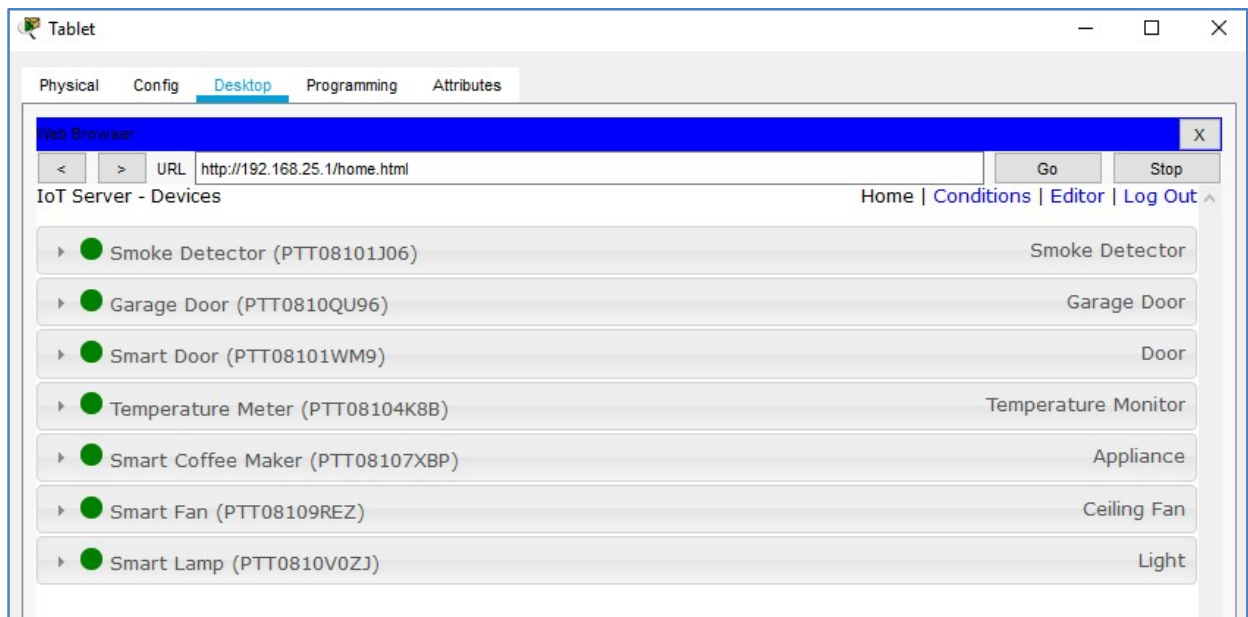 Tablet
Physical Config Desktop Programming Attributes
Web Browser X
< > URL http://192.168.25.1/home.html Go Stop
IoT Server - Devices Home | Conditions | Editor | Log Out
Smoke Detector (PTT08101J06) Smoke Detector
Garage Door (PTT0810QU96) Garage Door
Smart Door (PTT08101WM9) Door
Temperature Meter (PTT08104K8B) Temperature Monitor
Smart Coffee Maker (PTT08107XBP) Appliance
Smart Fan (PTT08109REZ) Ceiling Fan
Smart Lamp (PTT0810V0ZJ) Light